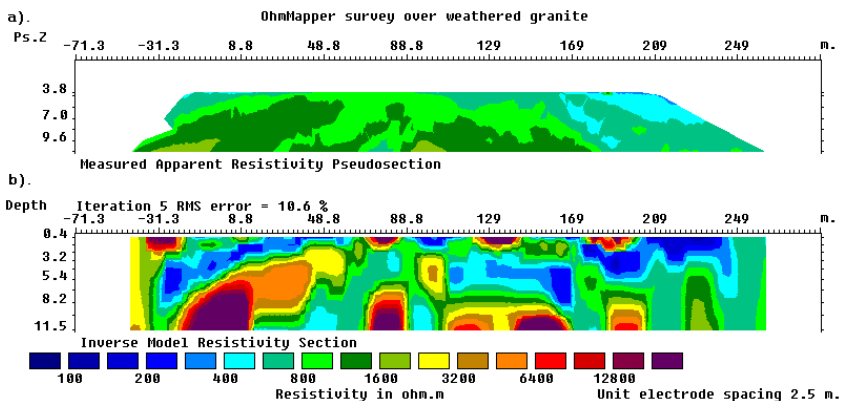 a).
OhmMapper survey over weathered granite
Ps.Z
-71.3 -31.3 8.8 48.8 88.8 129 169 209 249 m.
3.8
7.0
9.6
Measured Apparent Resistivity Pseudosection
b).
Depth Iteration 5 RMS error = 10.6 %
-71.3 -31.3 8.8 48.8 88.8 129 169 209 249 m.
0.4
3.2
5.4
8.2
11.5
Inverse Model Resistivity Section
100 200 400 800 1600 3200 6400 12800
Resistivity in ohm.m Unit electrode spacing 2.5 m.